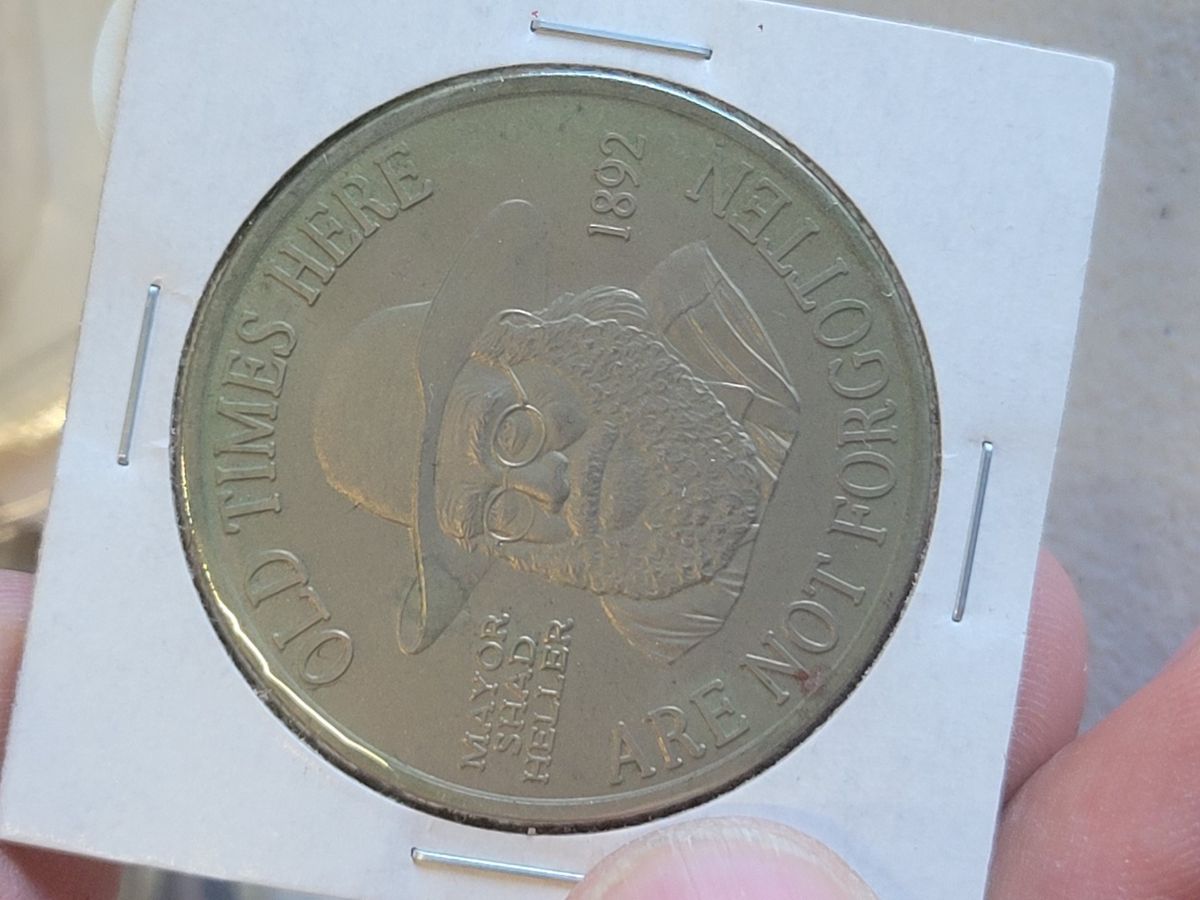 OLD TIMES HERE
ARE NOT FORGOTTEN
MAYOR
SHAD
HELLER
1892